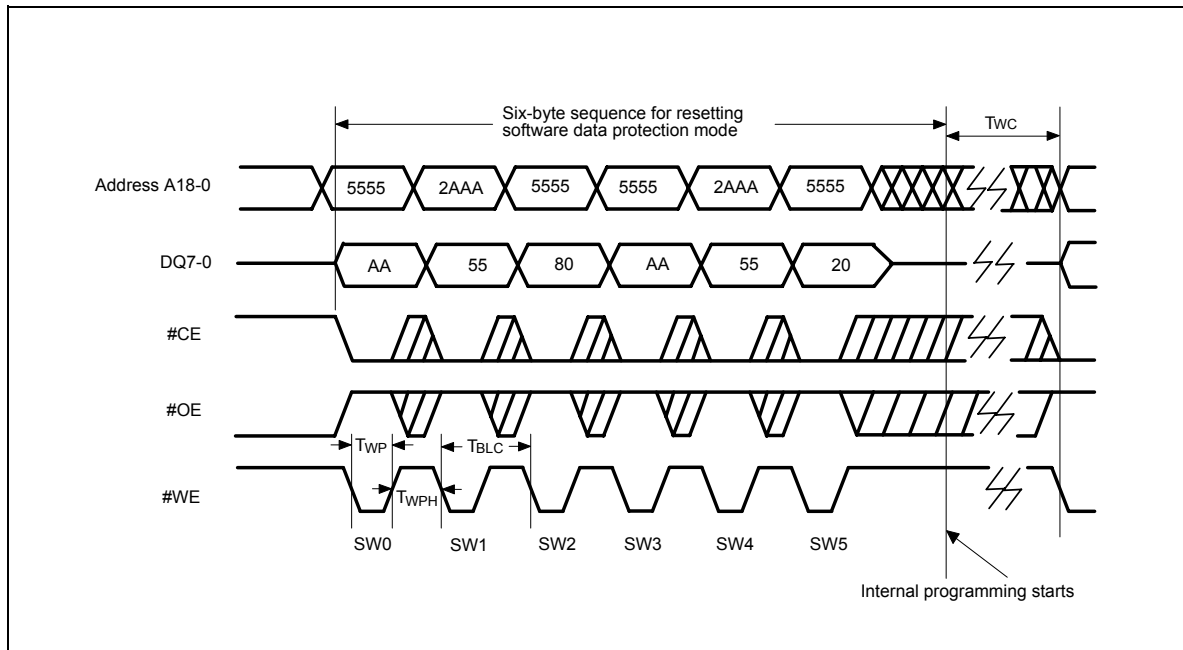 Six-byte sequence for resetting
software data protection mode
TWC
Address A18-0
5555
2AAA
5555
5555
2AAA
5555
DQ7-0
AA
55
80
AA
55
20
#CE
#OE
TWP
TBLC
#WE
TWPH
SW0
SW1
SW2
SW3
SW4
SW5
Internal programming starts